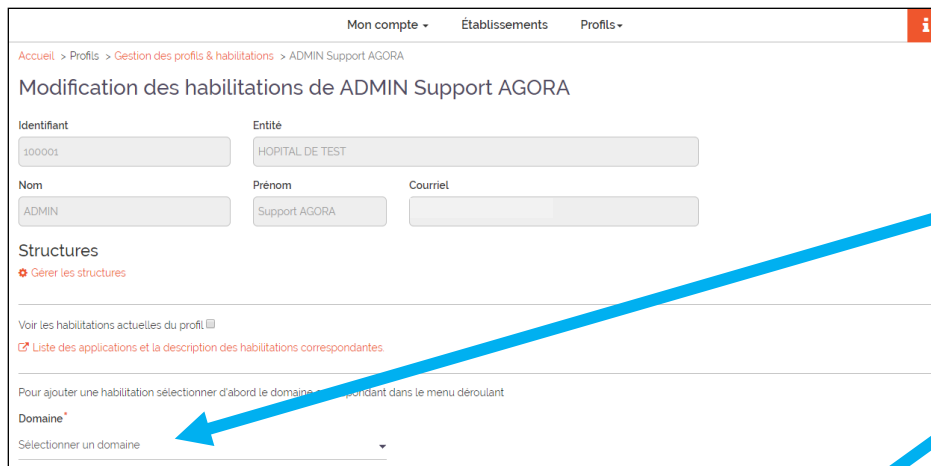 Mon compte Établissements Profils
i
Accueil > Profils > Gestion des profils & habilitations > ADMIN Support AGORA
Modification des habilitations de ADMIN Support AGORA
Identifiant Entité
100001 HOPITAL DE TEST
Nom Prénom Courriel
ADMIN Support AGORA
Structures
Gérer les structures
Voir les habilitations actuelles du profil
Liste des applications et la description des habilitations correspondantes.
Pour ajouter une habilitation sélectionner d'abord le domaine dans le menu déroulant
Domaine*
Sélectionner un domaine